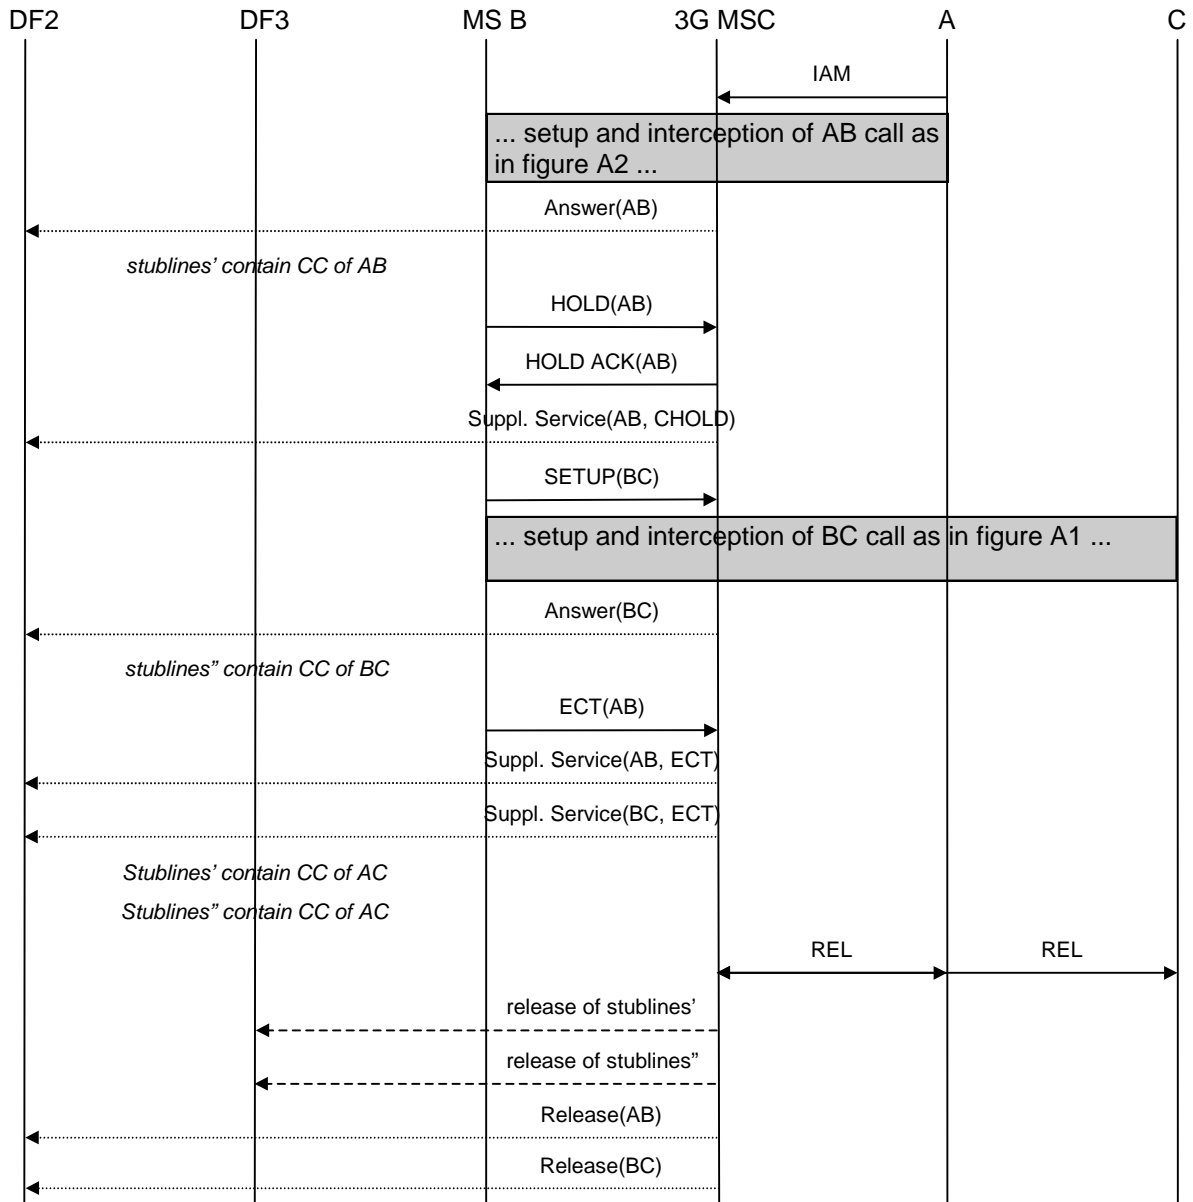 DF2 DF3 MS B 3G MSC A C
IAM
... setup and interception of AB call as
in figure A2 ...
Answer(AB)
stublines’ contain CC of AB
HOLD(AB)
HOLD ACK(AB)
Suppl. Service(AB, CHOLD)
SETUP(BC)
... setup and interception of BC call as in figure A1 ...
Answer(BC)
stublines” contain CC of BC
ECT(AB)
Suppl. Service(AB, ECT)
Suppl. Service(BC, ECT)
Stublines’ contain CC of AC
Stublines” contain CC of AC
REL REL
release of stublines’
release of stublines”
Release(AB)
Release(BC)